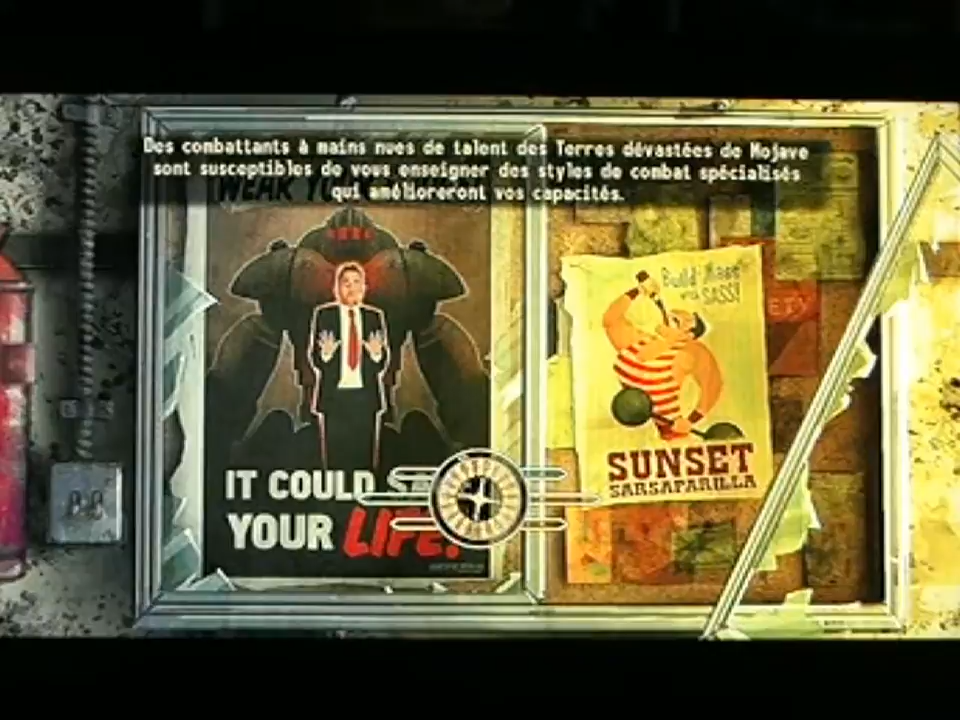 Des combattants à mains nues de talent des Terres dévastées de Mojave
sont susceptibles de vous enseigner des styles de combat spécialisés
qui amélioreront vos capacités.
WEAK
Build Mass
with SASS!
IT COULD
YOUR LIFE.
SUNSET
SARSAPARILLA